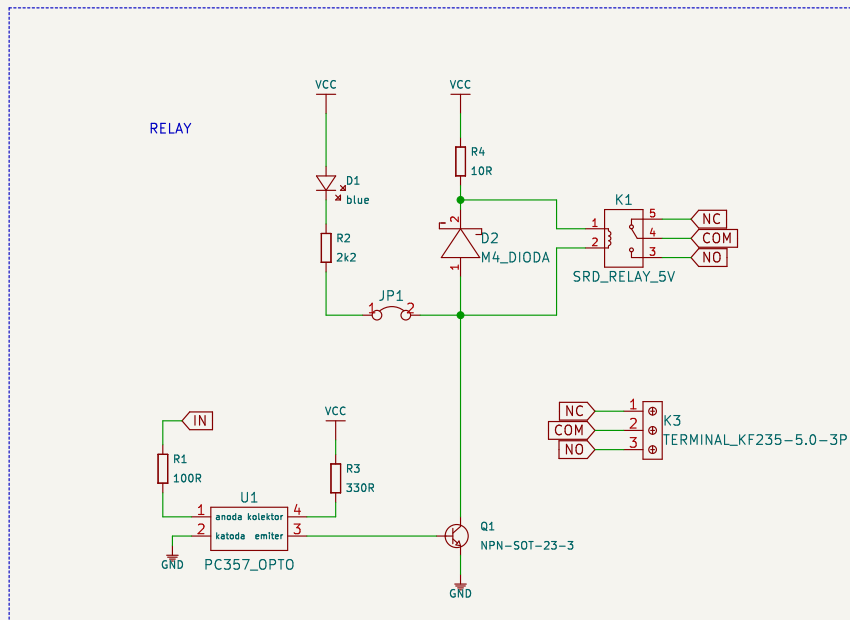 VCC
VCC
RELAY
R4
10R
D1
blue
K1
2
5
NC
1
R2
D2
4
COM
2
2k2
M4_DIODA
3
NO
1
SRD_RELAY_5V
JP1
1
2
VCC
NC
1
IN
K3
COM
2
TERMINAL_KF235-5.0-3P
NO
3
R1
100R
R3
330R
U1
1
anoda
kolektor
4
Q1
2
katoda
emiter
3
NPN-SOT-23-3
GND
PC357_OPTO
GND